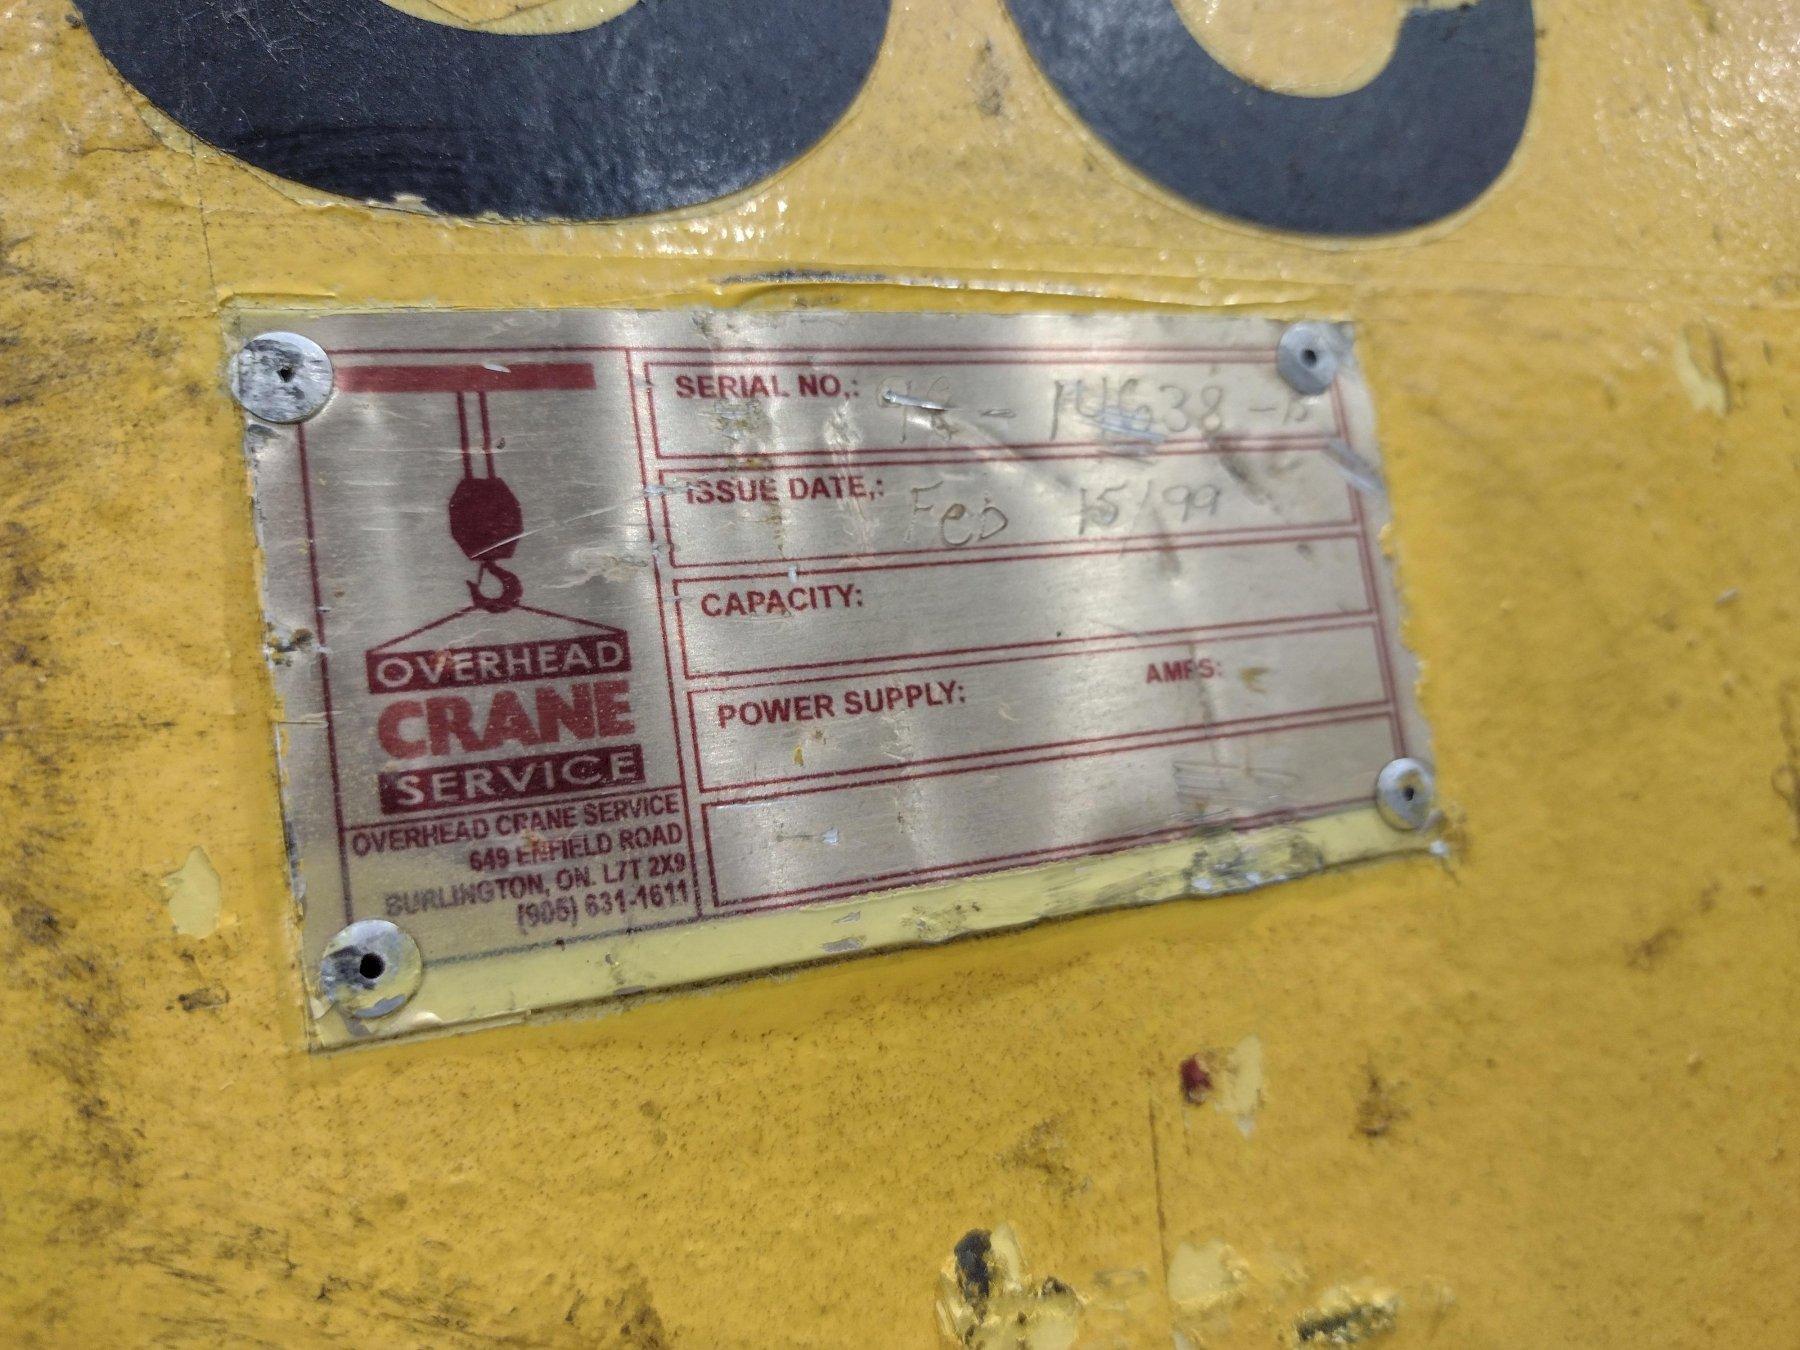 OVERHEAD
CRANE
SERVICE
OVERHEAD CRANE SERVICE
649 ENFIELD ROAD
BURLINGTON, ON. L7T 2X9
(905) 631-1611
SERIAL NO,:
ISSUE DATE,: Feb 15/99
CAPACITY:
POWER SUPPLY: AMPS: